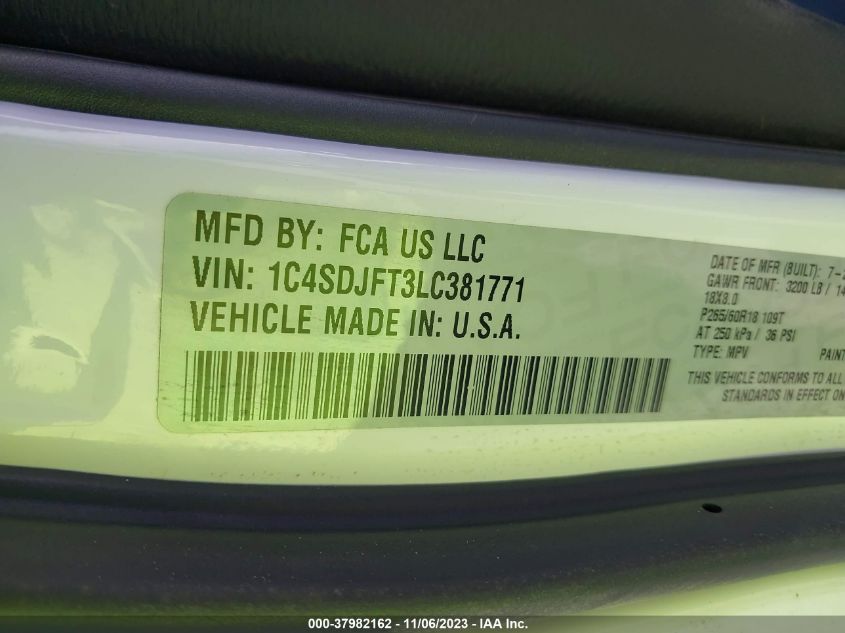 MFD BY: FCA US LLC
VIN: 1C4SDJFT3LC381771
VEHICLE MADE IN: U.S.A.
DATE OF MFR (BUILT): 7-
GAWR FRONT: 3200 LB / 14
18X8.0
P265/60R18 109T
AT 250 kPa / 36 PSI
TYPE: MPV PAINT
THIS VEHICLE CONFORMS TO ALL
STANDARDS IN EFFECT ON
000-37982162 - 11/06/2023 - IAA Inc.